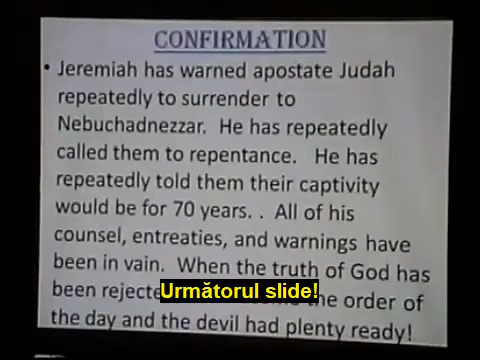 CONFIRMATION
• Jeremiah has warned apostate Judah
repeatedly to surrender to
Nebuchadnezzar. He has repeatedly
called them to repentance. He has
repeatedly told them their captivity
would be for 70 years. . All of his
counsel, entreaties, and warnings have
been in vain. When the truth of God has
been the order of
Următorul slide!
the day and the devil had plenty ready!